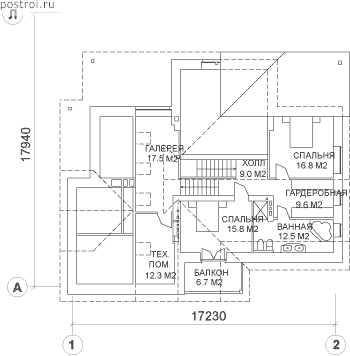 postroi.ru
Л
17940
ГАЛЕРЕЯ
17.5 М2
ХОЛЛ
9.0 М2
СПАЛЬНЯ
16.8 М2
ГАРДЕРОБНАЯ
9.6 М2
СПАЛЬНЯ
15.8 М2
ВАННАЯ
12.5 М2
ТЕХ.
ПОМ.
12.3 М2
БАЛКОН
6.7 М2
А
17230
1
2